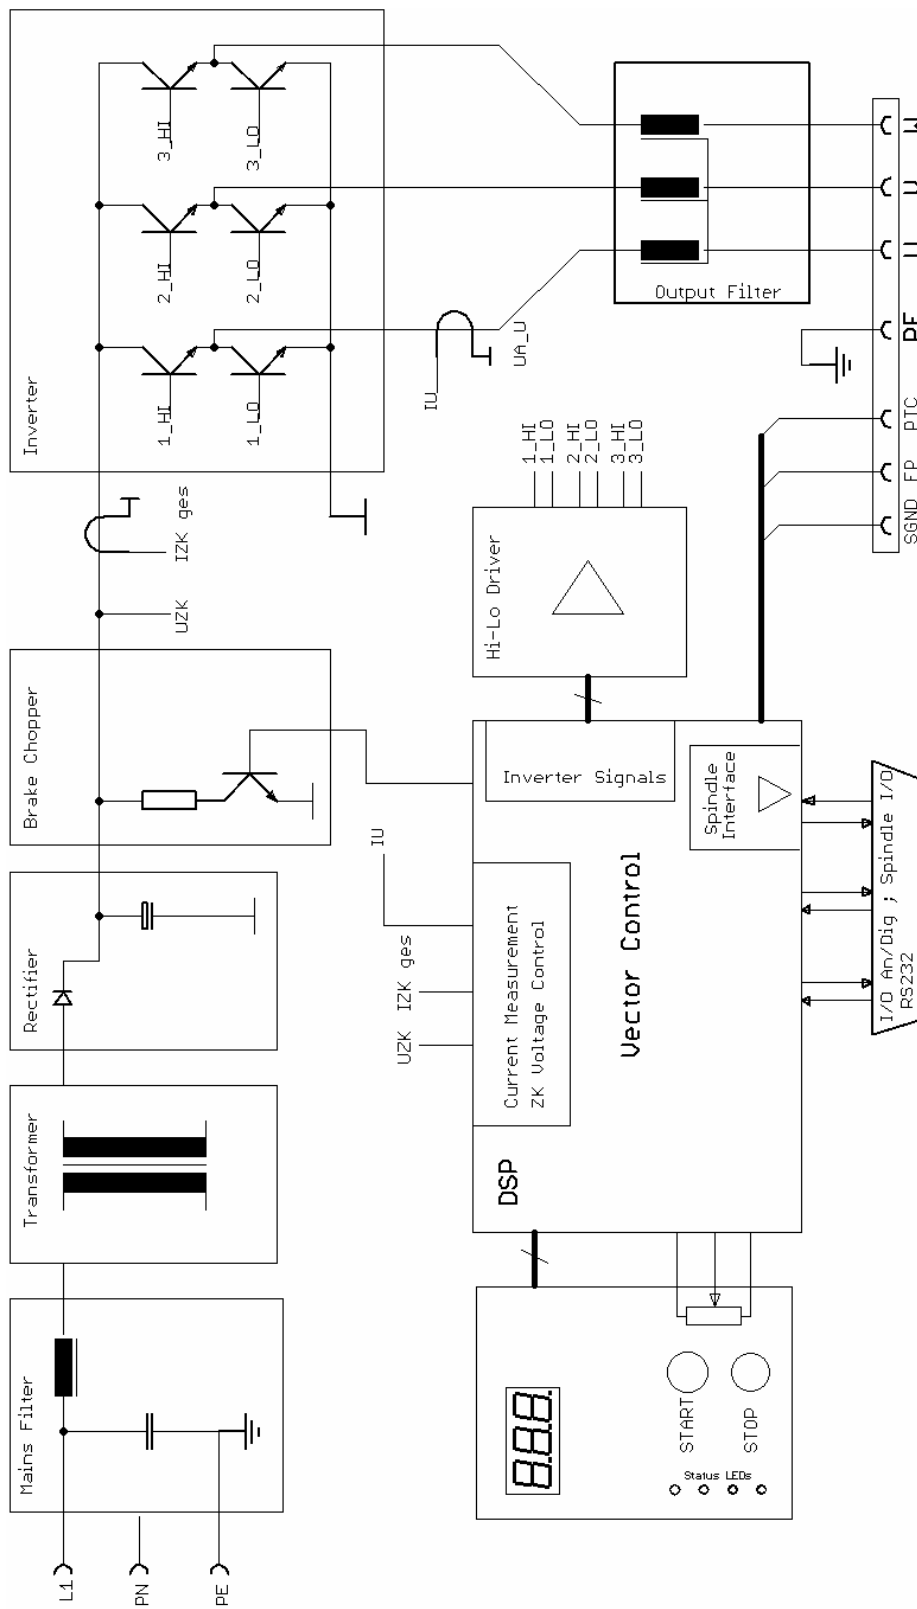 L1
PN
PE
Mains Filter
Transformer
Rectifier
Brake Chopper
UZK
IZK ges
Inverter
1_HI
1_LO
2_HI
2_LO
3_HI
3_LO
IU
UA_U
Output Filter
W
V
U
PE
PTC
FP
SGND
Hi-Lo Driver
1_HI
1_LO
2_HI
2_LO
3_HI
3_LO
Inverter Signals
Spindle
Interface
UZK
IZK ges
IU
Current Measurement
ZK Voltage Control
Vector Control
DSP
I/O An/Dig ; Spindle I/O
RS232
8.8.8.
START
STOP
Status LEDs